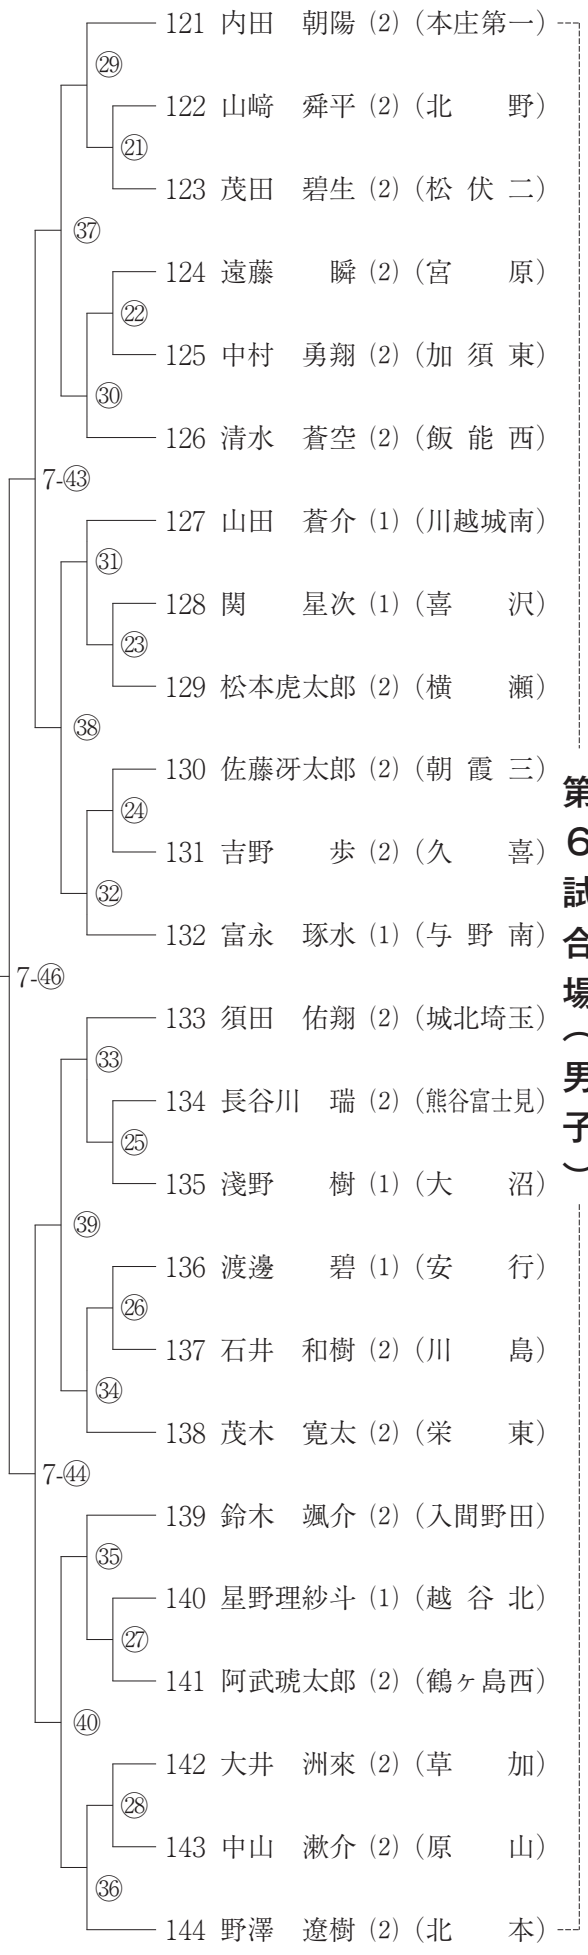 121 内田　朝陽 (2) (本庄第一)
㉙
122 山﨑　舜平 (2) (北　　野)
㉑
123 茂田　碧生 (2) (松 伏 二)
㊲
124 遠藤　　瞬 (2) (宮　　原)
㉒
125 中村　勇翔 (2) (加 須 東)
㉚
126 清水　蒼空 (2) (飯 能 西)
7-㊸
127 山田　蒼介 (1) (川越城南)
㉛
128 関　　星次 (1) (喜　　沢)
㉓
129 松本虎太郎 (2) (横　　瀬)
㊳
130 佐藤冴太郎 (2) (朝 霞 三)
㉔
131 吉野　　歩 (2) (久　　喜)
㉜
132 富永　琢水 (1) (与 野 南)
7-㊻
133 須田　佑翔 (2) (城北埼玉)
㉝
134 長谷川　瑞 (2) (熊谷富士見)
㉕
135 淺野　　樹 (1) (大　　沼)
㊴
136 渡邊　　碧 (1) (安　　行)
㉖
137 石井　和樹 (2) (川　　島)
㉞
138 茂木　寛太 (2) (栄　　東)
7-㊹
139 鈴木　颯介 (2) (入間野田)
㉟
140 星野理紗斗 (1) (越 谷 北)
㉗
141 阿武琥太郎 (2) (鶴ヶ島西)
㊵
142 大井　洲來 (2) (草　　加)
㉘
143 中山　漱介 (2) (原　　山)
㊱
144 野澤　遼樹 (2) (北　　本)
第６試合場（男子）